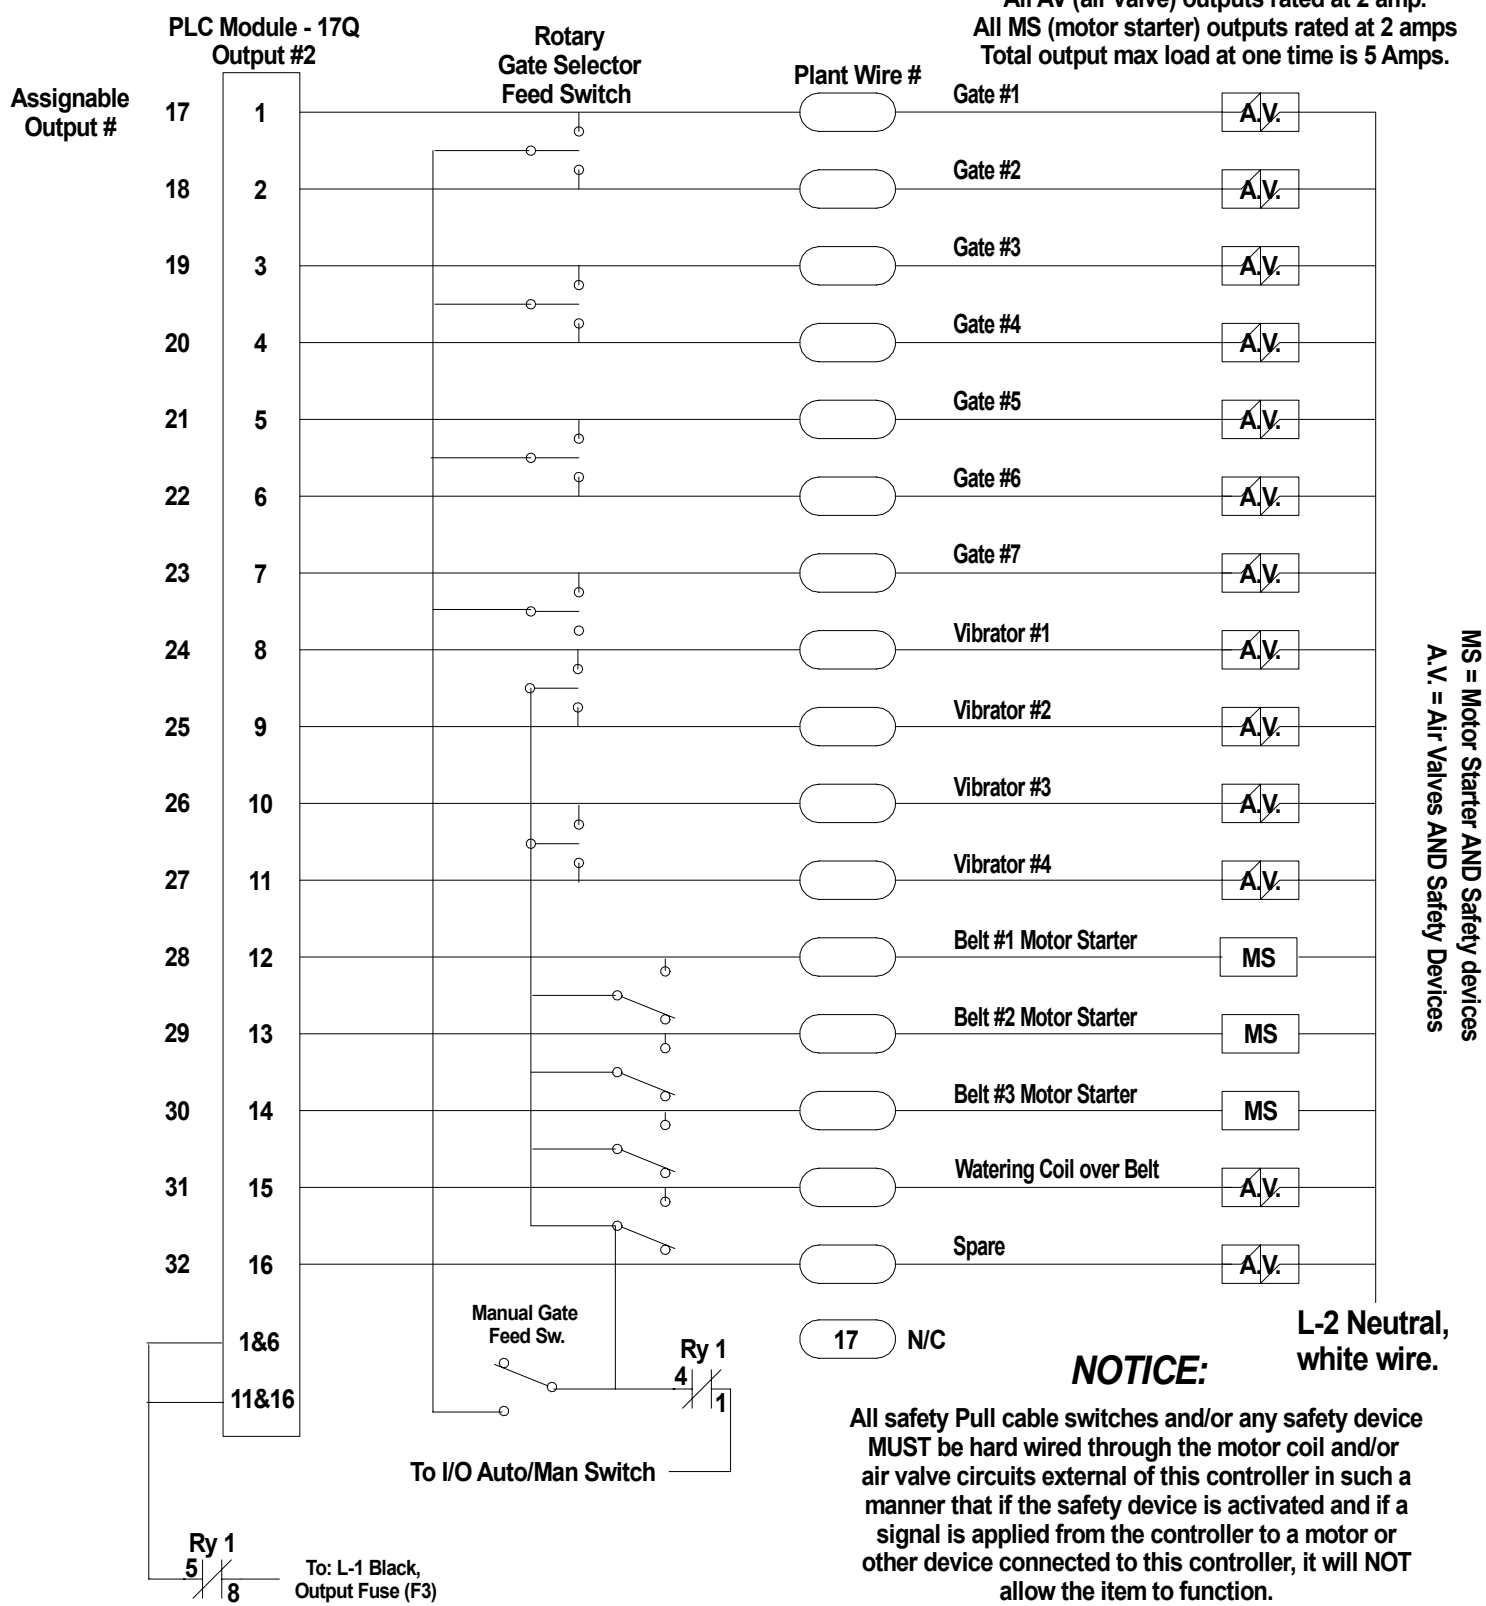 All AV (air valve) outputs rated at 2 amp.
All MS (motor starter) outputs rated at 2 amps
Total output max load at one time is 5 Amps.
PLC Module - 17Q
Output #2
Rotary
Gate Selector
Feed Switch
Plant Wire #
Assignable
Output #
17 1 Gate #1 A.V.
18 2 Gate #2 A.V.
19 3 Gate #3 A.V.
20 4 Gate #4 A.V.
21 5 Gate #5 A.V.
22 6 Gate #6 A.V.
23 7 Gate #7 A.V.
24 8 Vibrator #1 A.V.
25 9 Vibrator #2 A.V.
26 10 Vibrator #3 A.V.
27 11 Vibrator #4 A.V.
28 12 Belt #1 Motor Starter MS
29 13 Belt #2 Motor Starter MS
30 14 Belt #3 Motor Starter MS
31 15 Watering Coil over Belt A.V.
32 16 Spare A.V.
MS = Motor Starter AND Safety devices
A.V. = Air Valves AND Safety Devices
1&6
11&16
Manual Gate
Feed Sw.
Ry 1
4
1
17 N/C
L-2 Neutral,
white wire.
To I/O Auto/Man Switch
NOTICE:
All safety Pull cable switches and/or any safety device
MUST be hard wired through the motor coil and/or
air valve circuits external of this controller in such a
manner that if the safety device is activated and if a
signal is applied from the controller to a motor or
other device connected to this controller, it will NOT
allow the item to function.
Ry 1
5
8
To: L-1 Black,
Output Fuse (F3)